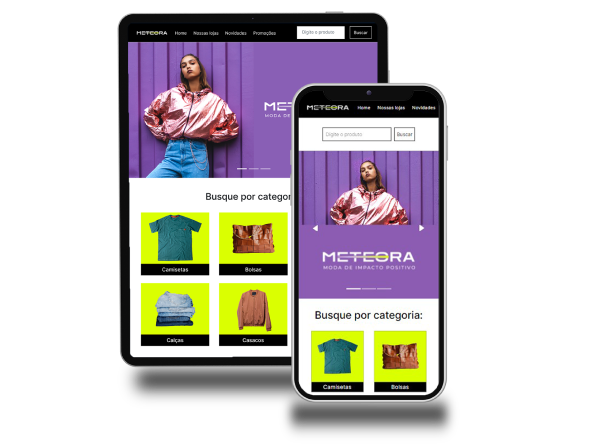 METEORA Home Nossas lojas Novidades Promoções Digite o produto Buscar
MET
MODA DE
Busque por categor
Camisetas Bolsas
Calças Casacos
METEORA Home Nossas lojas Novidades
Digite o produto Buscar
METEORA
MODA DE IMPACTO POSITIVO
Busque por categoria:
Camisetas Bolsas